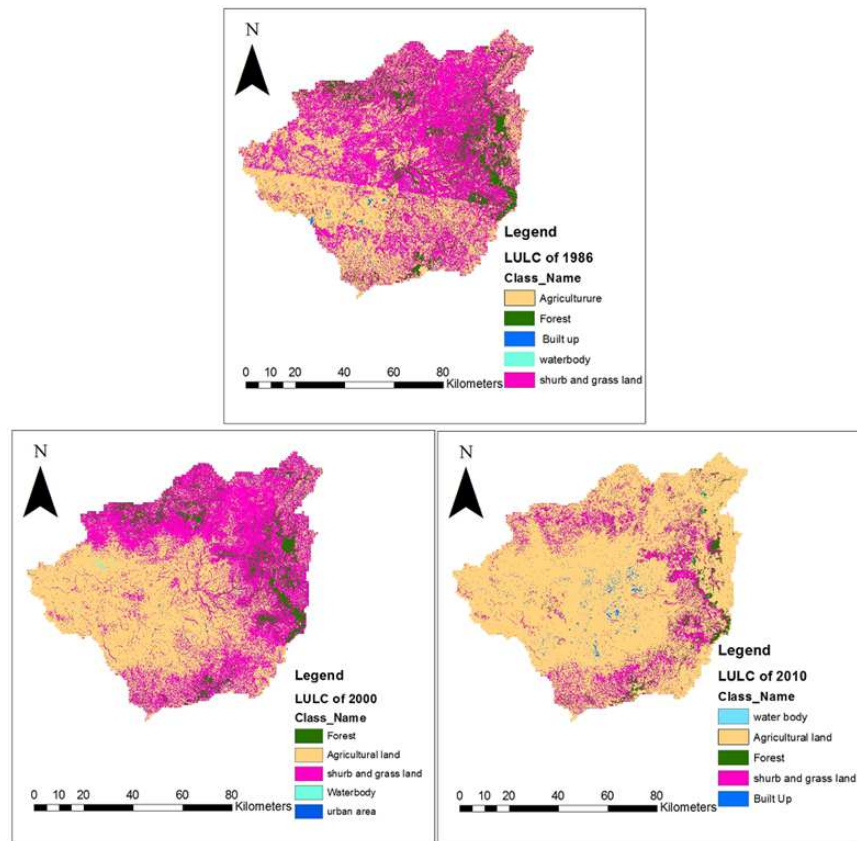 N
Legend
LULC of 1986
Class_Name
Agricultururе
Forest
Built up
waterbody
shurb and grass land
0 10 20 40 60 80
Kilometers
N
Legend
LULC of 2000
Class_Name
Forest
Agricultural land
shurb and grass land
Waterbody
urban area
0 10 20 40 60 80
Kilometers
N
Legend
LULC of 2010
Class_Name
water body
Agricultural land
Forest
shurb and grass land
Built Up
0 10 20 40 60 80
Kilometers